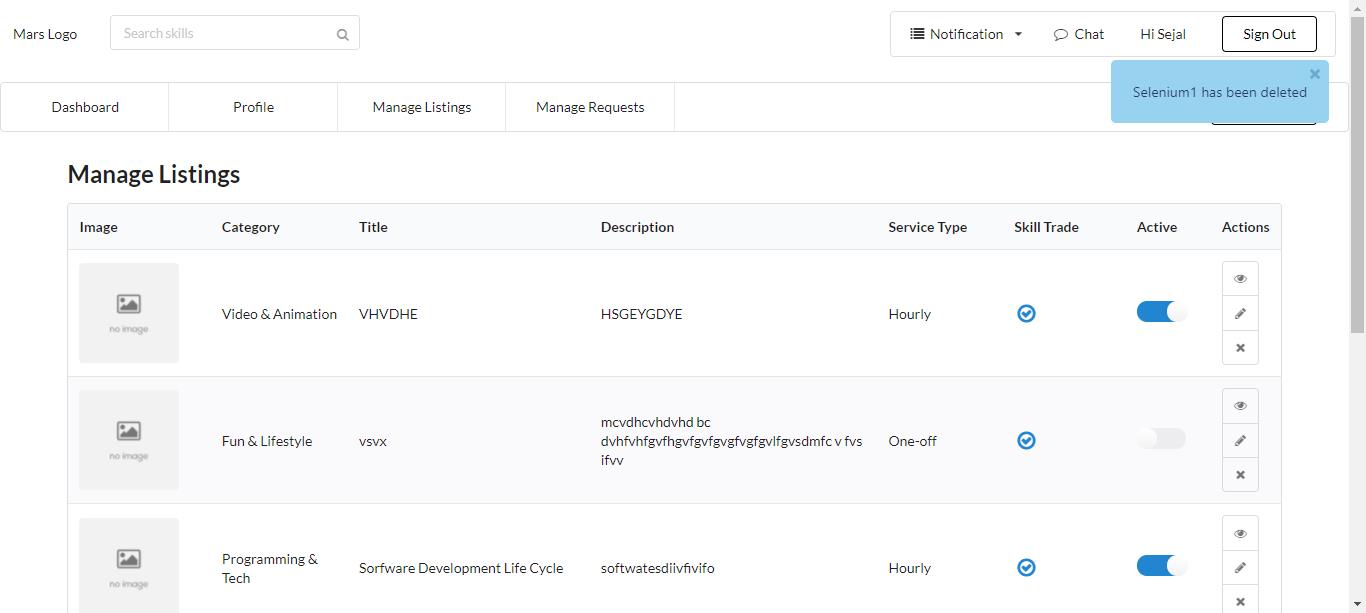 Mars Logo
Search skills
Notification
Chat
Hi Sejal
Sign Out
Selenium1 has been deleted
Dashboard
Profile
Manage Listings
Manage Requests
Manage Listings
Image
Category
Title
Description
Service Type
Skill Trade
Active
Actions
no image
Video & Animation
VHVDHE
HSGEYGDYE
Hourly
no image
Fun & Lifestyle
vsvx
mcvdhcvhdvhd bc
dvhfvhfgvfhgvfgvfgvgfvgfgvlfgvsdmfc v fvs
ifvv
One-off
no image
Programming &
Tech
Sorfware Development Life Cycle
softwatesdiivfivifo
Hourly